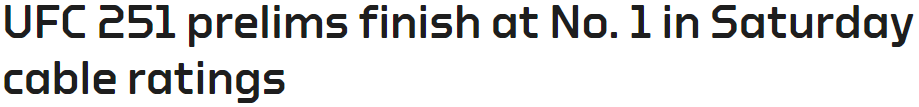 UFC 251 prelims finish at No. 1 in Saturday
cable ratings